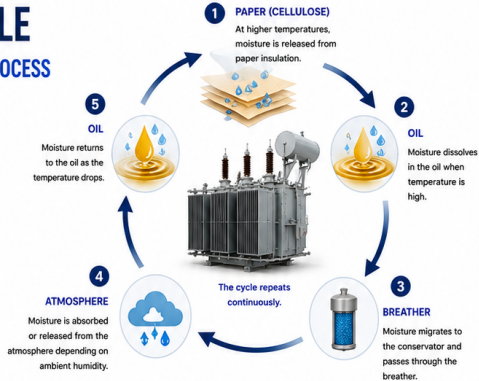 LE
OCESS
1
PAPER (CELLULOSE)
At higher temperatures,
moisture is released from
paper insulation.
2
OIL
Moisture dissolves
in the oil when
temperature is
high.
3
BREATHER
Moisture migrates to
the conservator and
passes through the
breather.
4
ATMOSPHERE
Moisture is absorbed
or released from the
atmosphere depending on
ambient humidity.
5
OIL
Moisture returns
to the oil as the
temperature drops.
The cycle repeats
continuously.